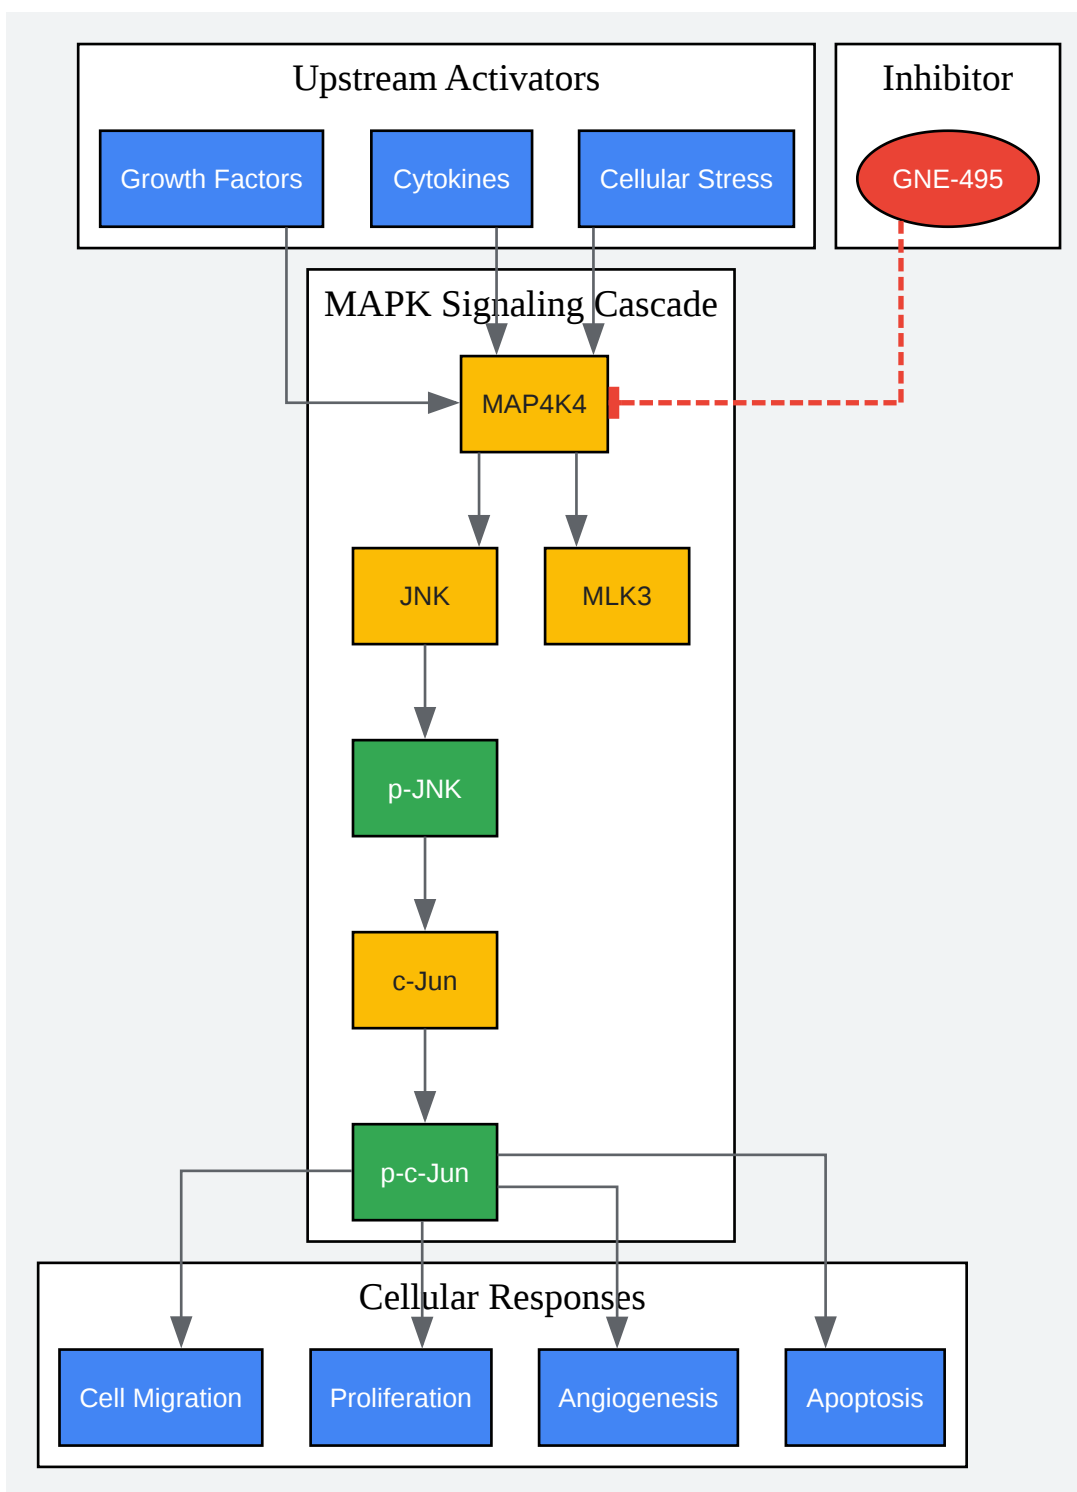 Upstream Activators
Inhibitor
Growth Factors
Cytokines
Cellular Stress
GNE-495
MAPK Signaling Cascade
MAP4K4
JNK
MLK3
p-JNK
c-Jun
p-c-Jun
Cellular Responses
Cell Migration
Proliferation
Angiogenesis
Apoptosis